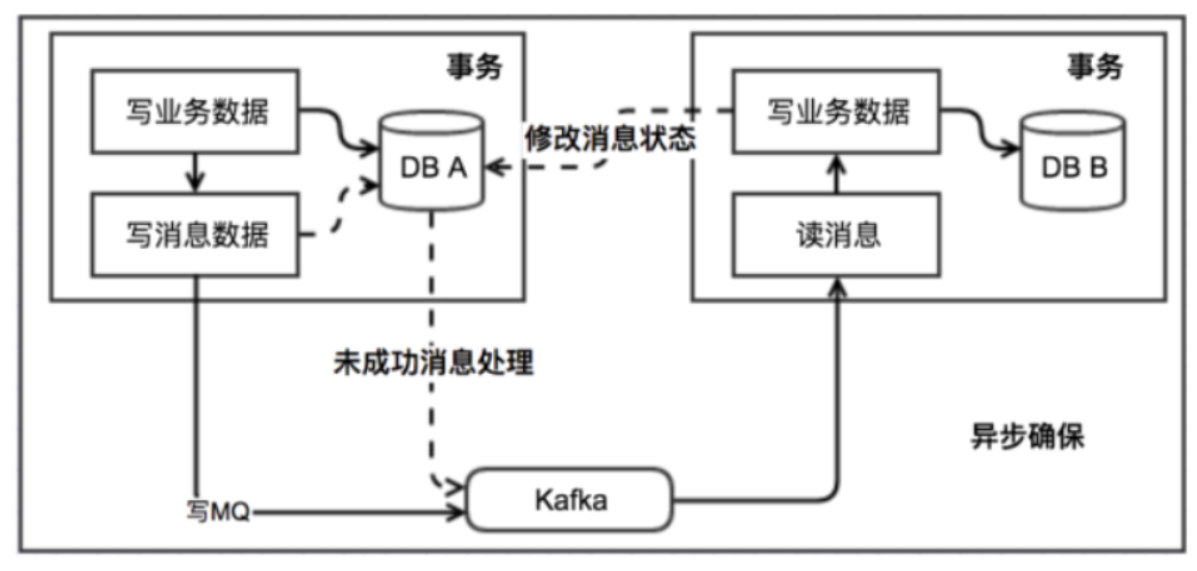 事务
写业务数据
DB A
写消息数据
修改消息状态
事务
写业务数据
DB B
读消息
未成功消息处理
异步确保
写MQ
Kafka